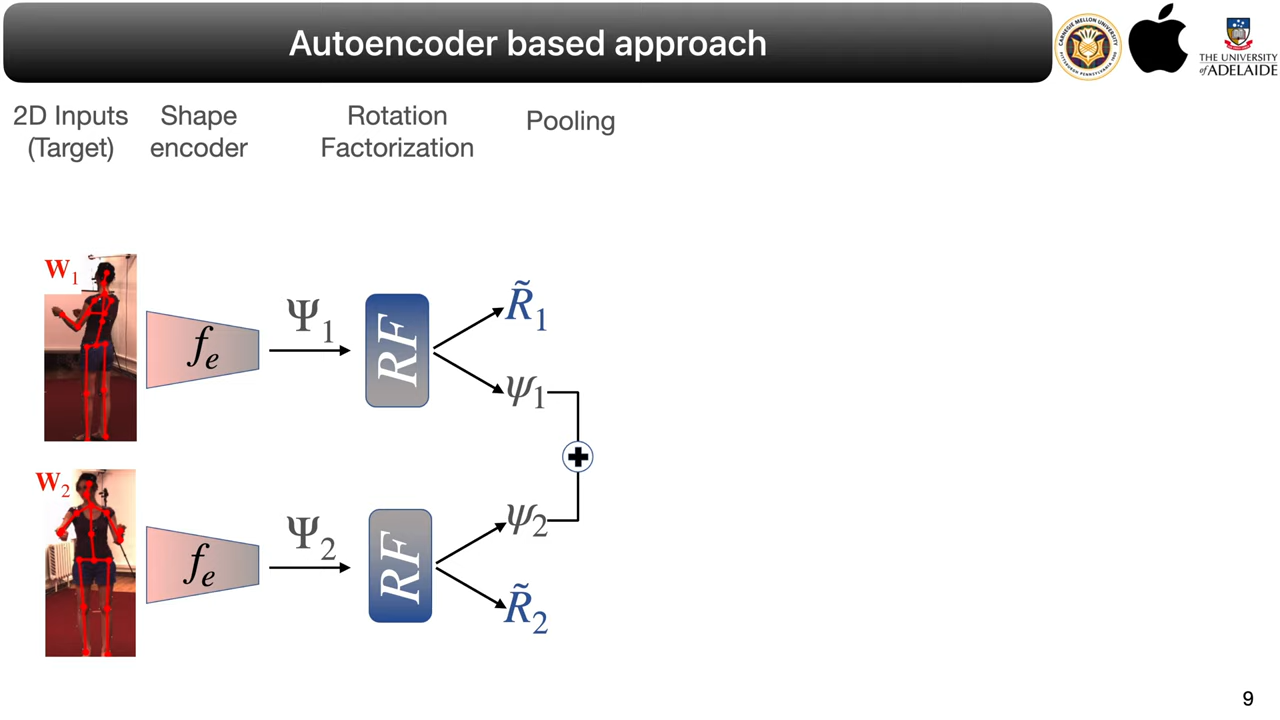 Autoencoder based approach
THE UNIVERSITY
of ADELAIDE
2D Inputs
(Target)
Shape
encoder
Rotation
Factorization
Pooling
W₁
fₑ
Ψ₁
RF
R̃₁
ψ₁
W₂
fₑ
Ψ₂
RF
ψ₂
R̃₂
9